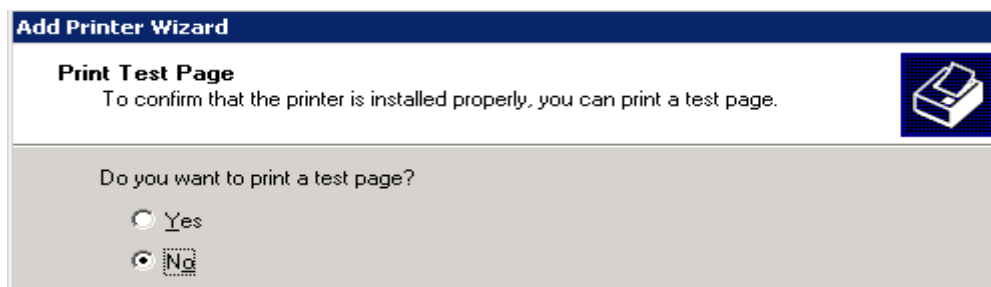 Add Printer Wizard
Print Test Page
To confirm that the printer is installed properly, you can print a test page.
Do you want to print a test page?
Yes
No